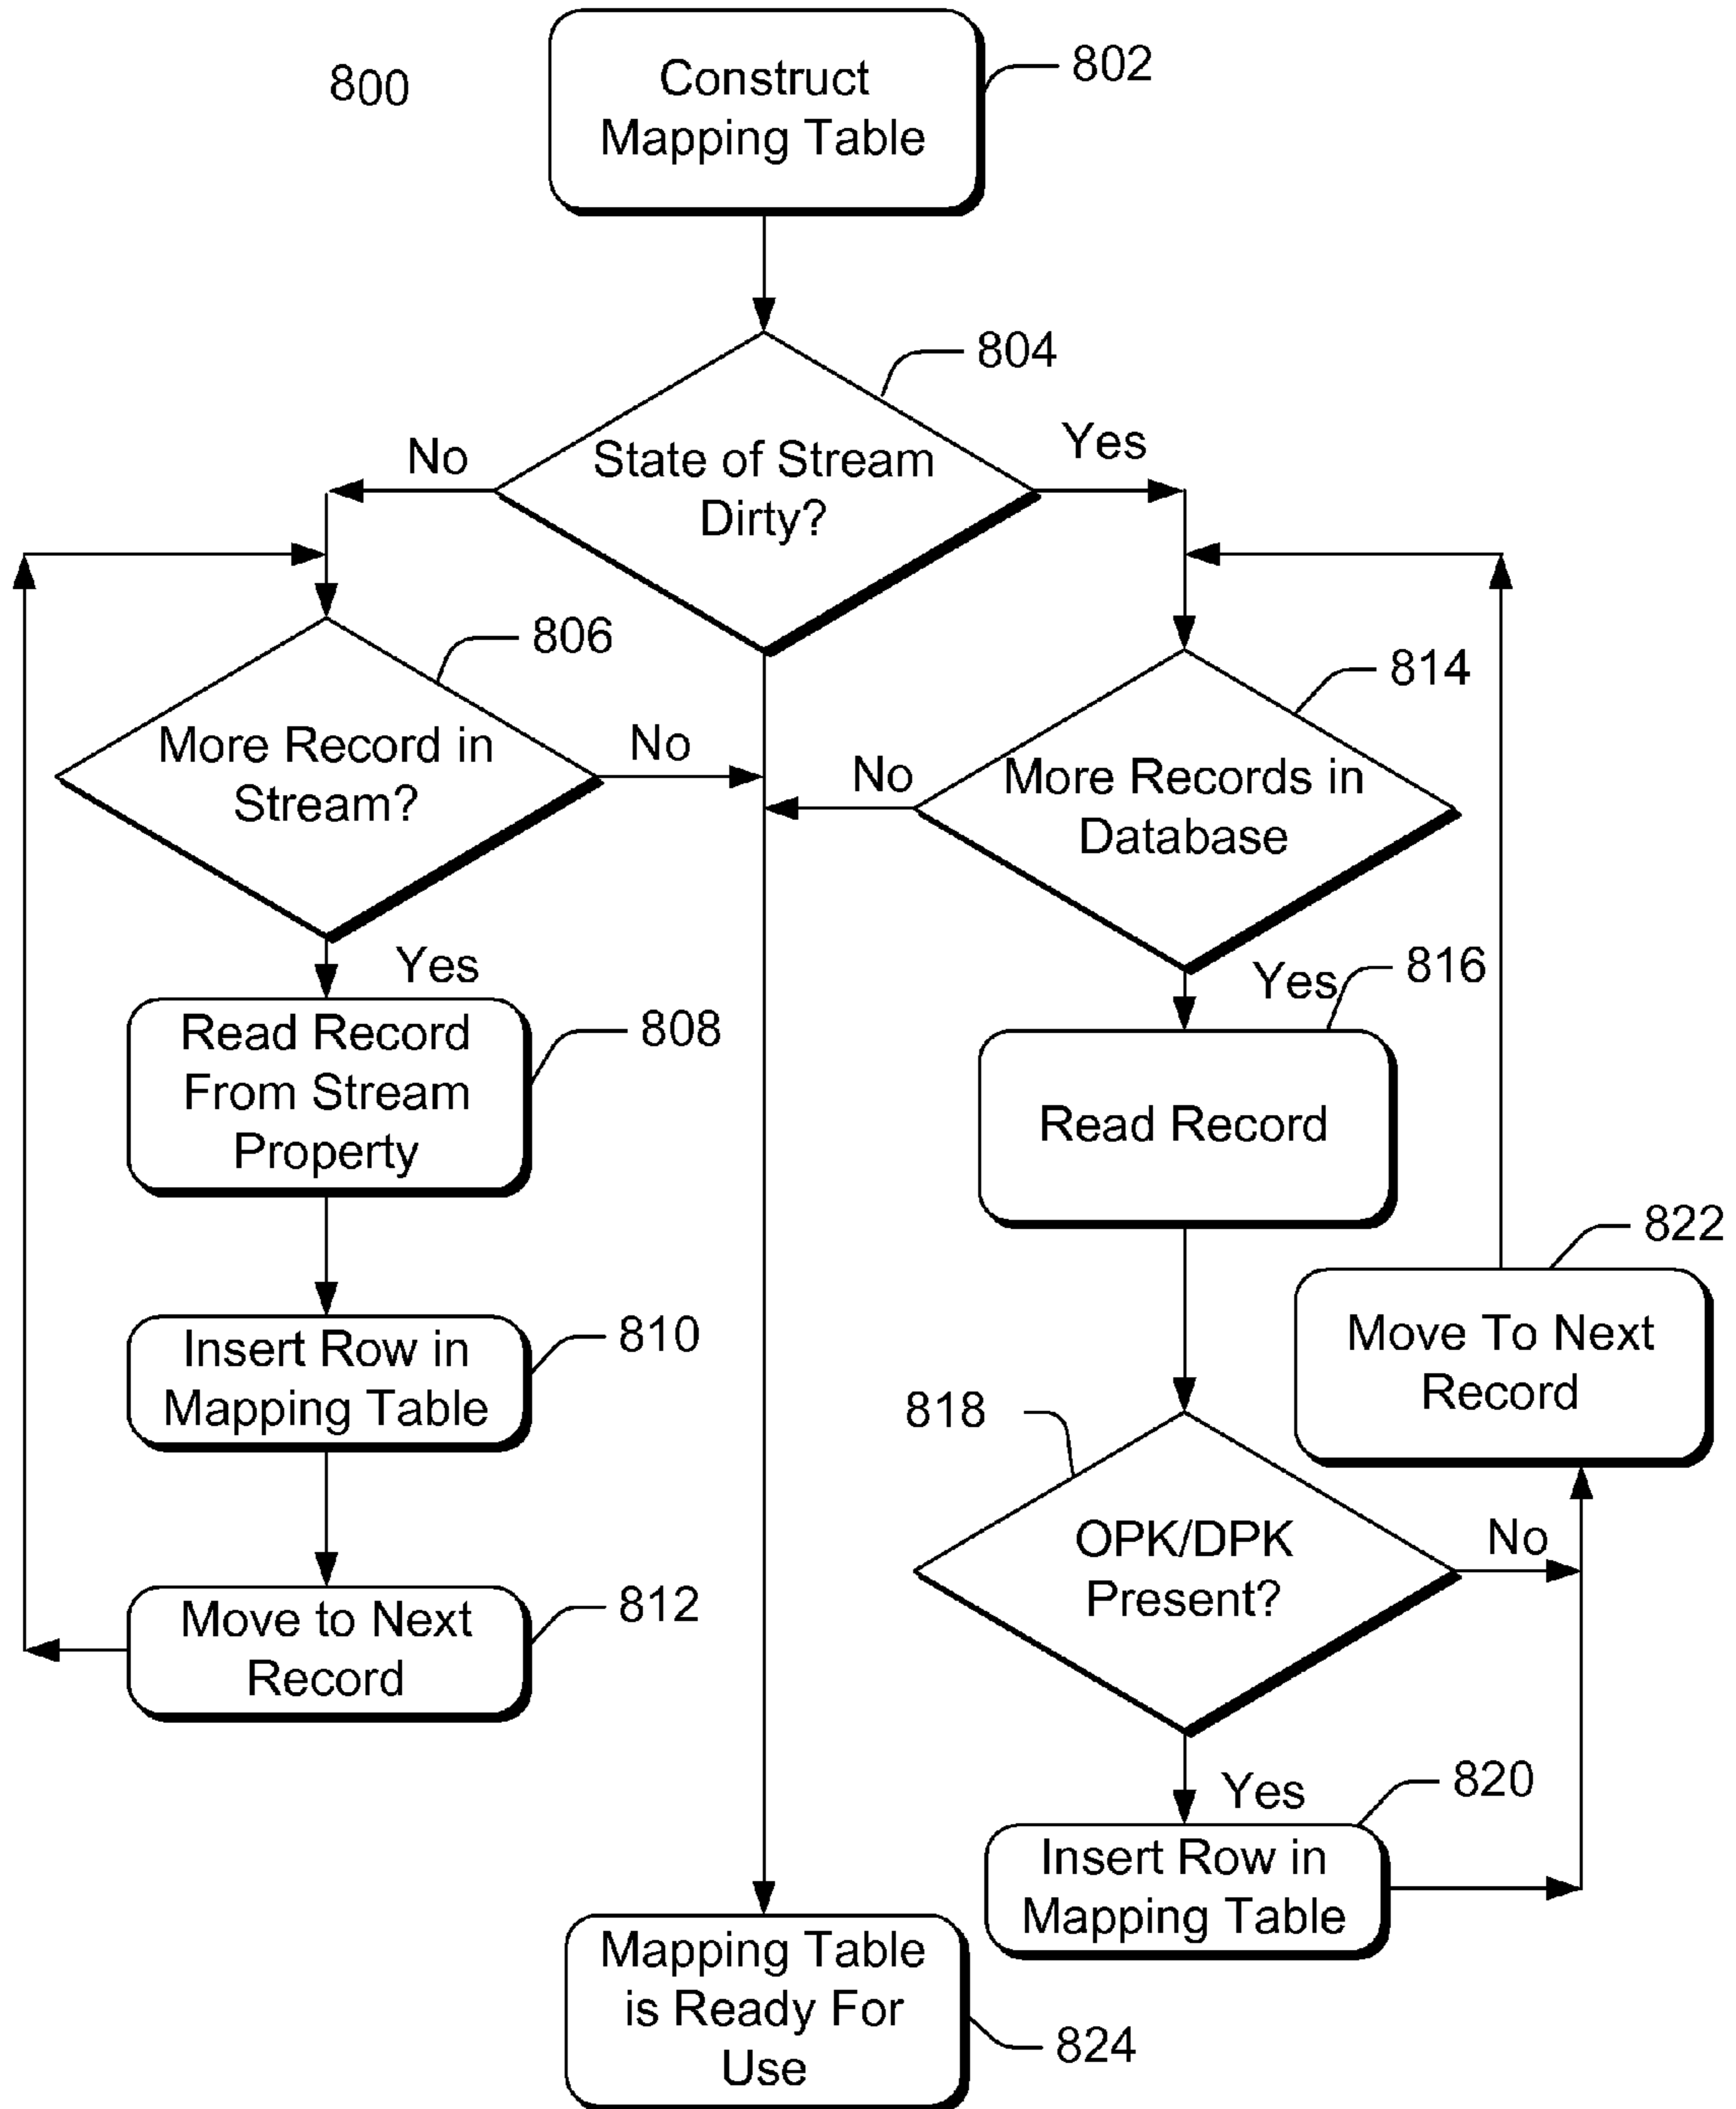 800
Construct
Mapping Table
802
804
State of Stream
Dirty?
No
Yes
806
More Record in
Stream?
No
Yes
814
More Records in
Database
No
Yes
808
Read Record
From Stream
Property
816
Read Record
810
Insert Row in
Mapping Table
822
Move To Next
Record
818
OPK/DPK
Present?
No
Yes
812
Move to Next
Record
820
Insert Row in
Mapping Table
Mapping Table
is Ready For
Use
824